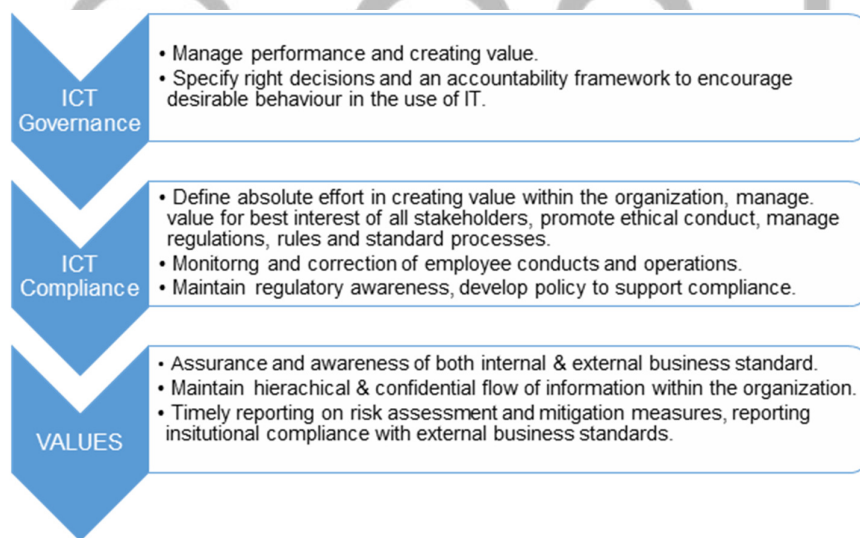 ICT
Governance
• Manage performance and creating value.
• Specify right decisions and an accountability framework to encourage
desirable behaviour in the use of IT.
ICT
Compliance
• Define absolute effort in creating value within the organization, manage.
value for best interest of all stakeholders, promote ethical conduct, manage
regulations, rules and standard processes.
• Monitorng and correction of employee conducts and operations.
• Maintain regulatory awareness, develop policy to support compliance.
VALUES
• Assurance and awareness of both internal & external business standard.
• Maintain hierachical & confidential flow of information within the organization.
• Timely reporting on risk assessment and mitigation measures, reporting
insitutional compliance with external business standards.